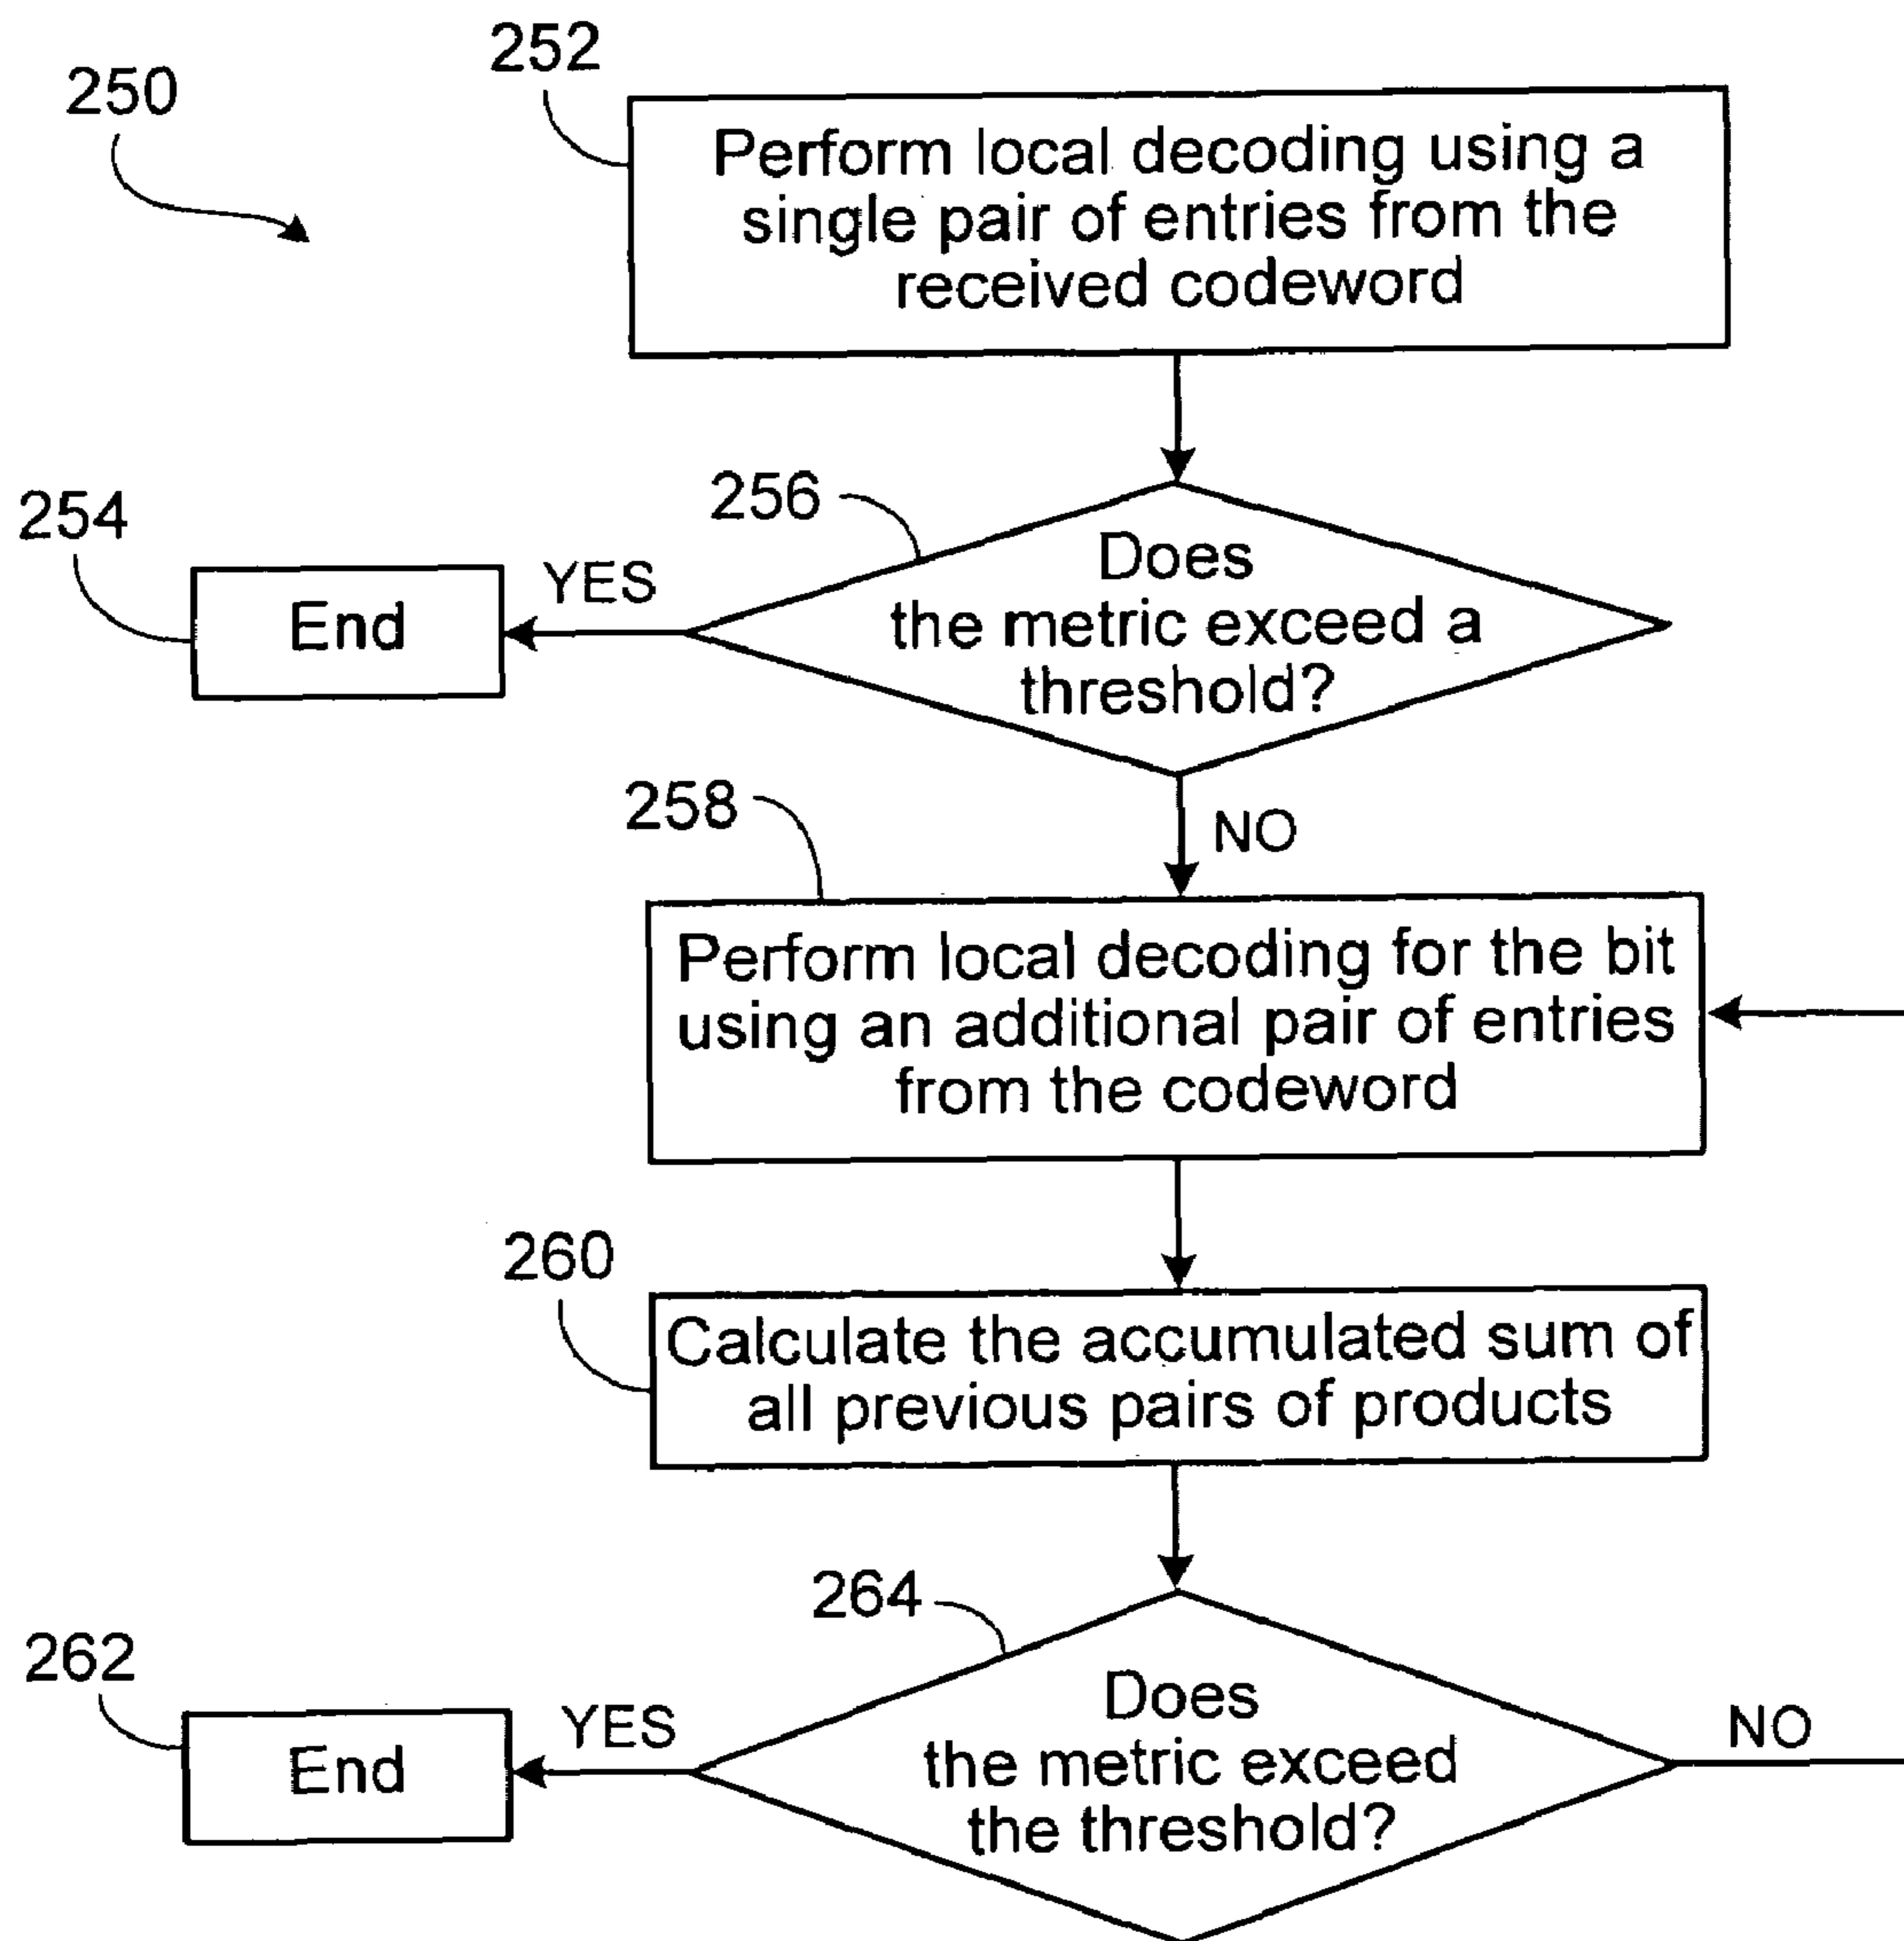 252
250
Perform local decoding using a
single pair of entries from the
received codeword
256
254
Does
the metric exceed a
threshold?
YES
End
258
NO
Perform local decoding for the bit
using an additional pair of entries
from the codeword
260
Calculate the accumulated sum of
all previous pairs of products
264
262
Does
the metric exceed
the threshold?
YES
NO
End